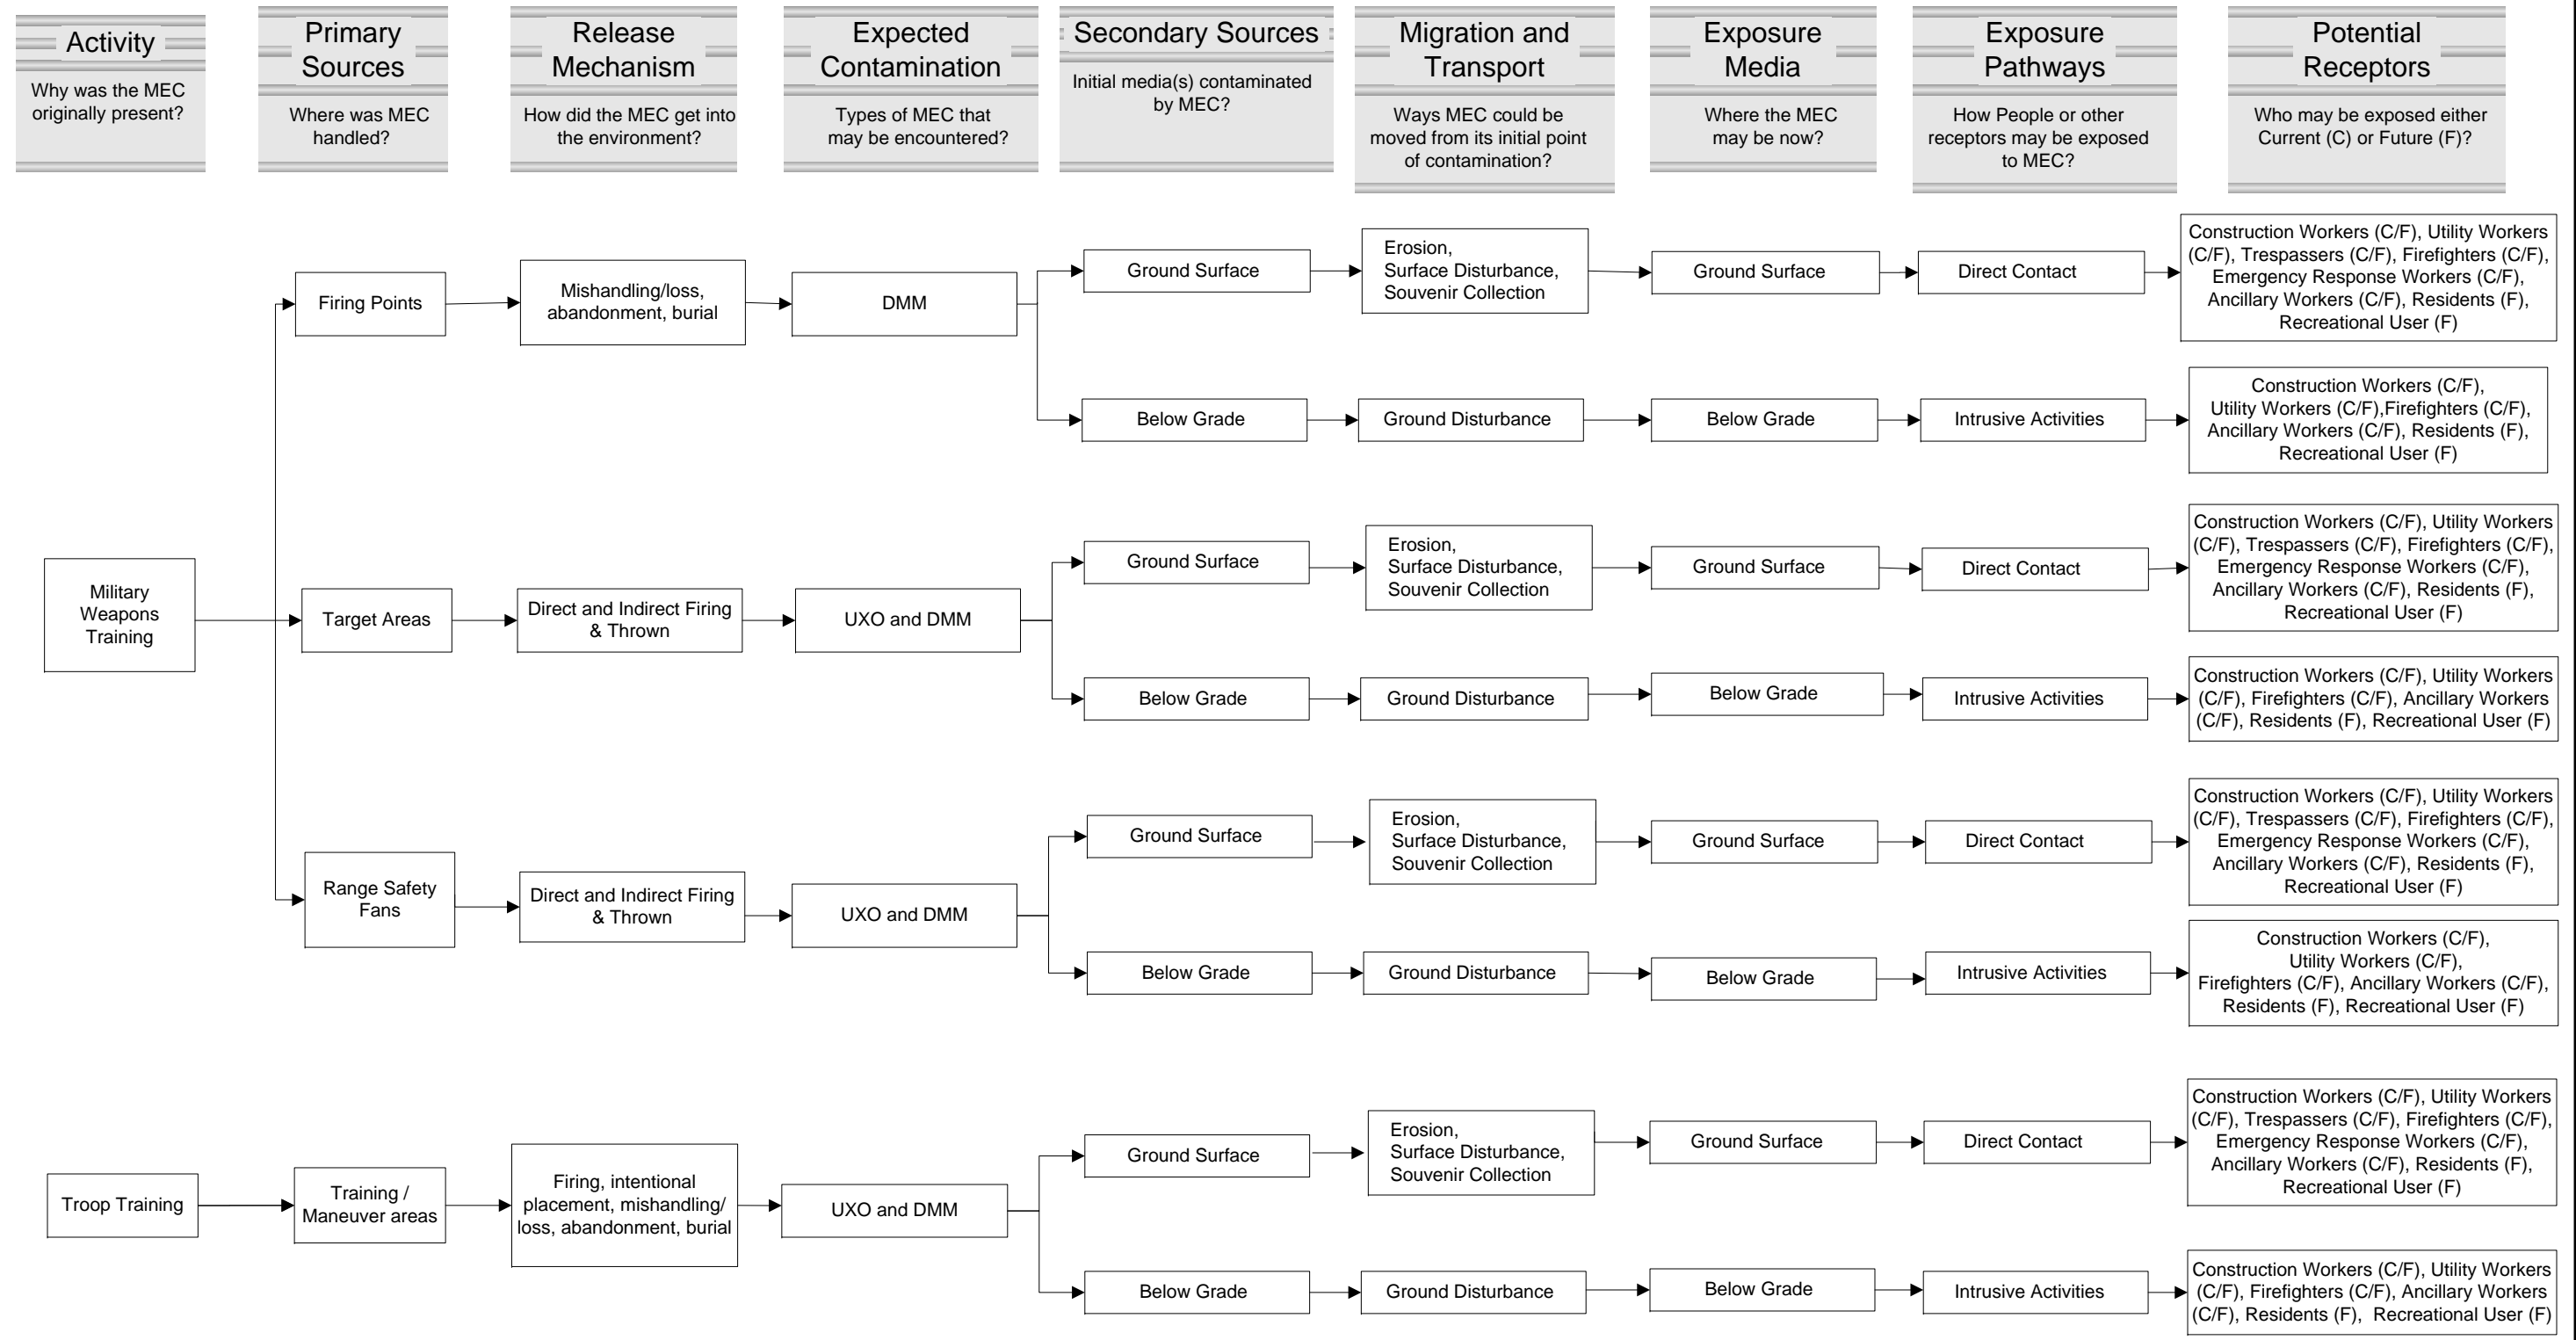 Activity
Why was the MEC
originally present?
Primary
Sources
Where was MEC
handled?
Release
Mechanism
How did the MEC get into
the environment?
Expected
Contamination
Types of MEC that
may be encountered?
Secondary Sources
Initial media(s) contaminated
by MEC?
Migration and
Transport
Ways MEC could be
moved from its initial point
of contamination?
Exposure
Media
Where the MEC
may be now?
Exposure
Pathways
How People or other
receptors may be exposed
to MEC?
Potential
Receptors
Who may be exposed either
Current (C) or Future (F)?
Military
Weapons
Training
Firing Points
Mishandling/loss,
abandonment, burial
DMM
Ground Surface
Erosion,
Surface Disturbance,
Souvenir Collection
Ground Surface
Direct Contact
Construction Workers (C/F), Utility Workers
(C/F), Trespassers (C/F), Firefighters (C/F),
Emergency Response Workers (C/F),
Ancillary Workers (C/F), Residents (F),
Recreational User (F)
Below Grade
Ground Disturbance
Below Grade
Intrusive Activities
Construction Workers (C/F),
Utility Workers (C/F),Firefighters (C/F),
Ancillary Workers (C/F), Residents (F),
Recreational User (F)
Target Areas
Direct and Indirect Firing
& Thrown
UXO and DMM
Ground Surface
Erosion,
Surface Disturbance,
Souvenir Collection
Ground Surface
Direct Contact
Construction Workers (C/F), Utility Workers
(C/F), Trespassers (C/F), Firefighters (C/F),
Emergency Response Workers (C/F),
Ancillary Workers (C/F), Residents (F),
Recreational User (F)
Below Grade
Ground Disturbance
Below Grade
Intrusive Activities
Construction Workers (C/F), Utility Workers
(C/F), Firefighters (C/F), Ancillary Workers
(C/F), Residents (F), Recreational User (F)
Range Safety
Fans
Direct and Indirect Firing
& Thrown
UXO and DMM
Ground Surface
Erosion,
Surface Disturbance,
Souvenir Collection
Ground Surface
Direct Contact
Construction Workers (C/F), Utility Workers
(C/F), Trespassers (C/F), Firefighters (C/F),
Emergency Response Workers (C/F),
Ancillary Workers (C/F), Residents (F),
Recreational User (F)
Below Grade
Ground Disturbance
Below Grade
Intrusive Activities
Construction Workers (C/F),
Utility Workers (C/F),
Firefighters (C/F), Ancillary Workers (C/F),
Residents (F), Recreational User (F)
Troop Training
Training /
Maneuver areas
Firing, intentional
placement, mishandling/
loss, abandonment, burial
UXO and DMM
Ground Surface
Erosion,
Surface Disturbance,
Souvenir Collection
Ground Surface
Direct Contact
Construction Workers (C/F), Utility Workers
(C/F), Trespassers (C/F), Firefighters (C/F),
Emergency Response Workers (C/F),
Ancillary Workers (C/F), Residents (F),
Recreational User (F)
Below Grade
Ground Disturbance
Below Grade
Intrusive Activities
Construction Workers (C/F), Utility Workers
(C/F), Firefighters (C/F), Ancillary Workers
(C/F), Residents (F), Recreational User (F)